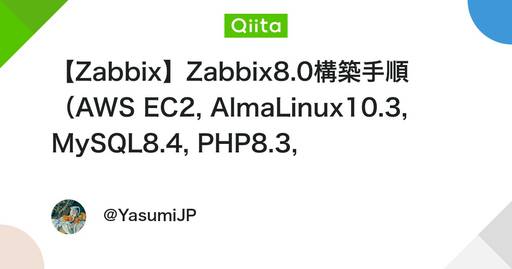 Qiita
【Zabbix】Zabbix8.0構築手順
（AWS EC2, AlmaLinux10.3,
MySQL8.4, PHP8.3,
@YasumiJP